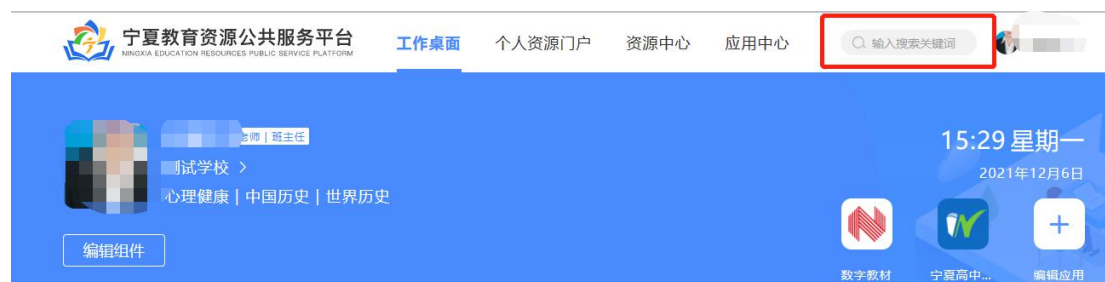 宁夏教育资源公共服务平台
NINGXIA EDUCATION RESOURCES PUBLIC SERVICE PLATFORM
工作桌面 个人资源门户 资源中心 应用中心 输入搜索关键词
老师 | 班主任
测试学校 >
心理健康 | 中国历史 | 世界历史
15:29 星期一
2021年12月6日
编辑组件
数字教材 宁夏高中... 编辑应用